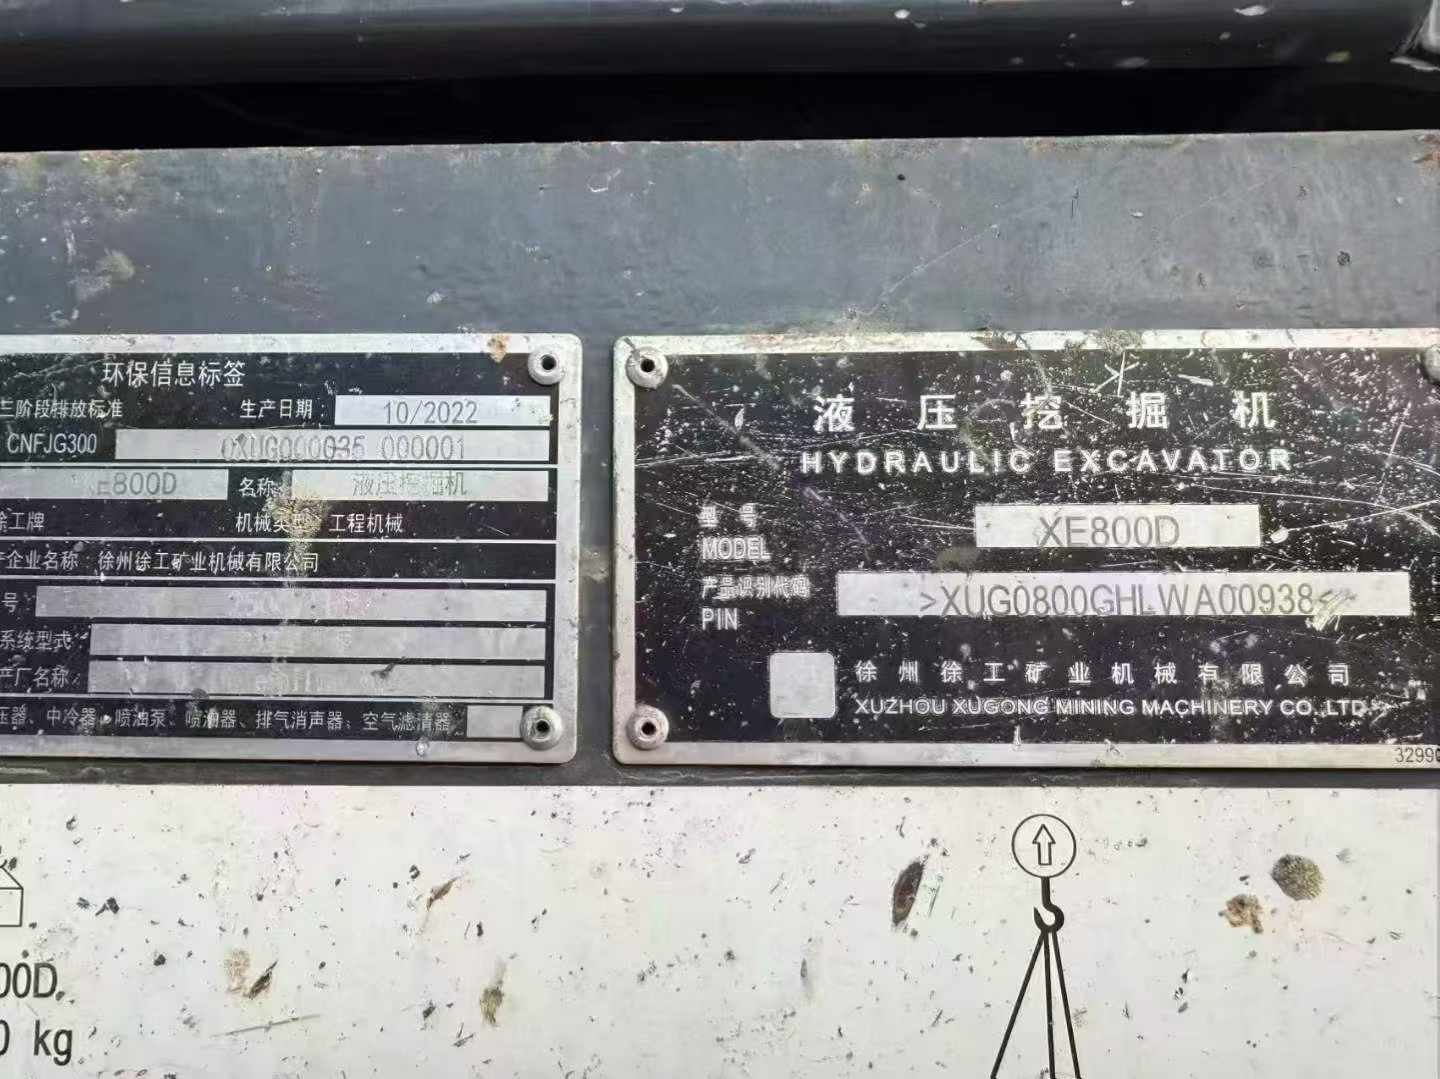 环保信息标签
三阶段排放标准 生产日期: 10/2022
CNFJG300 000001
E800D 名称: 液压挖掘机
徐工牌 机械类型: 工程机械
企业名称: 徐州徐工矿业机械有限公司
号:
系统型式:
产厂名称:
压器、中冷器、喷油泵、喷油器、排气消声器、空气滤清器:
液压挖掘机
HYDRAULIC EXCAVATOR
型号
MODEL XE800D
产品识别代码
PIN >XUG0800GHLWA00938<
徐州徐工矿业机械有限公司
XUZHOU XUGONG MINING MACHINERY CO.,LTD
3299
00D
0 kg